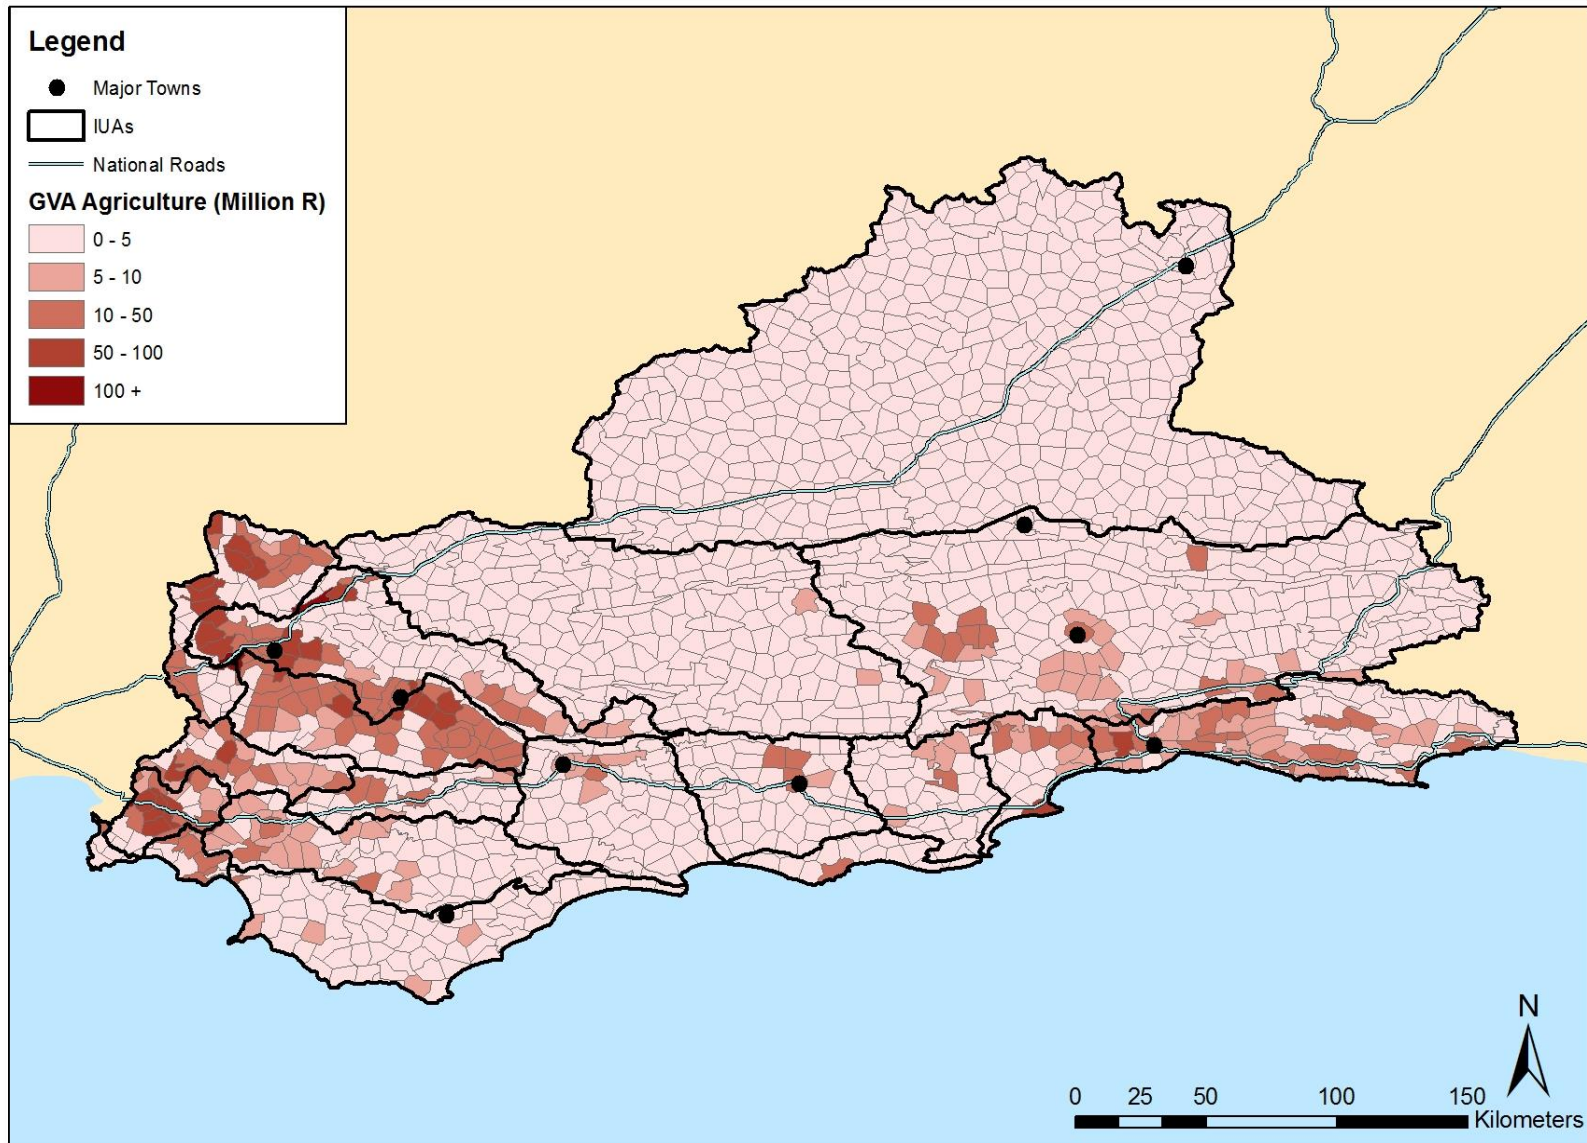 Legend
Major Towns
IUAs
National Roads
GVA Agriculture (Million R)
0 - 5
5 - 10
10 - 50
50 - 100
100 +
N
0 25 50 100 150
Kilometers